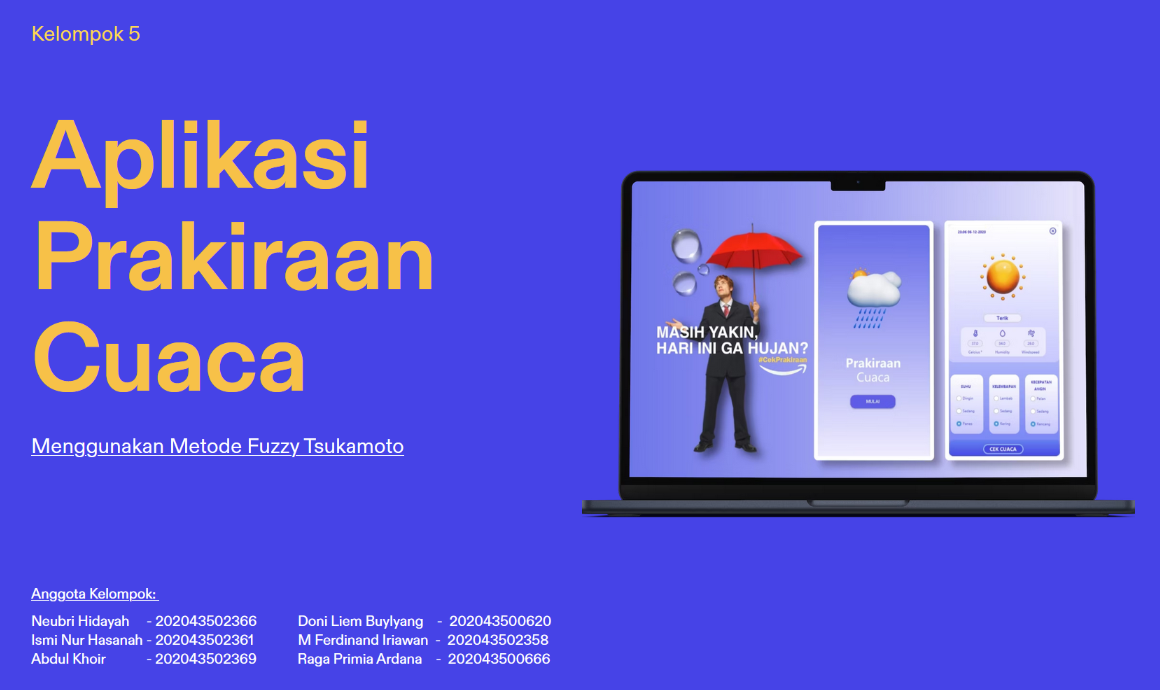 Kelompok 5
Aplikasi
Prakiraan
Cuaca
Menggunakan Metode Fuzzy Tsukamoto
MASIH YAKIN,
HARI INI GA HUJAN?
#CekPrakiraan
Prakiraan
Cuaca
MULAI
Terik
SUHU
KELEMBAPAN
KECEPATAN
ANGIN
CEK CUACA
Anggota Kelompok:
Neubri Hidayah - 202043502366
Ismi Nur Hasanah - 202043502361
Abdul Khoir - 202043502369
Doni Liem Buylyang - 202043500620
M Ferdinand Iriawan - 202043502358
Raga Primia Ardana - 202043500666